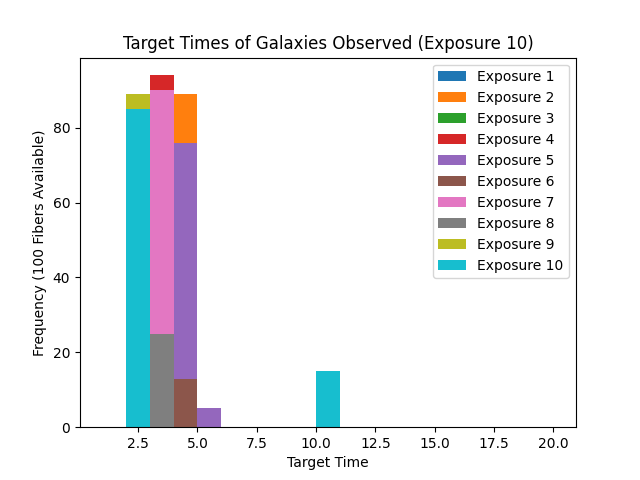 Target Times of Galaxies Observed (Exposure 10)
Frequency (100 Fibers Available)
80
60
40
20
0
Exposure 1
Exposure 2
Exposure 3
Exposure 4
Exposure 5
Exposure 6
Exposure 7
Exposure 8
Exposure 9
Exposure 10
2.5 5.0 7.5 10.0 12.5 15.0 17.5 20.0
Target Time